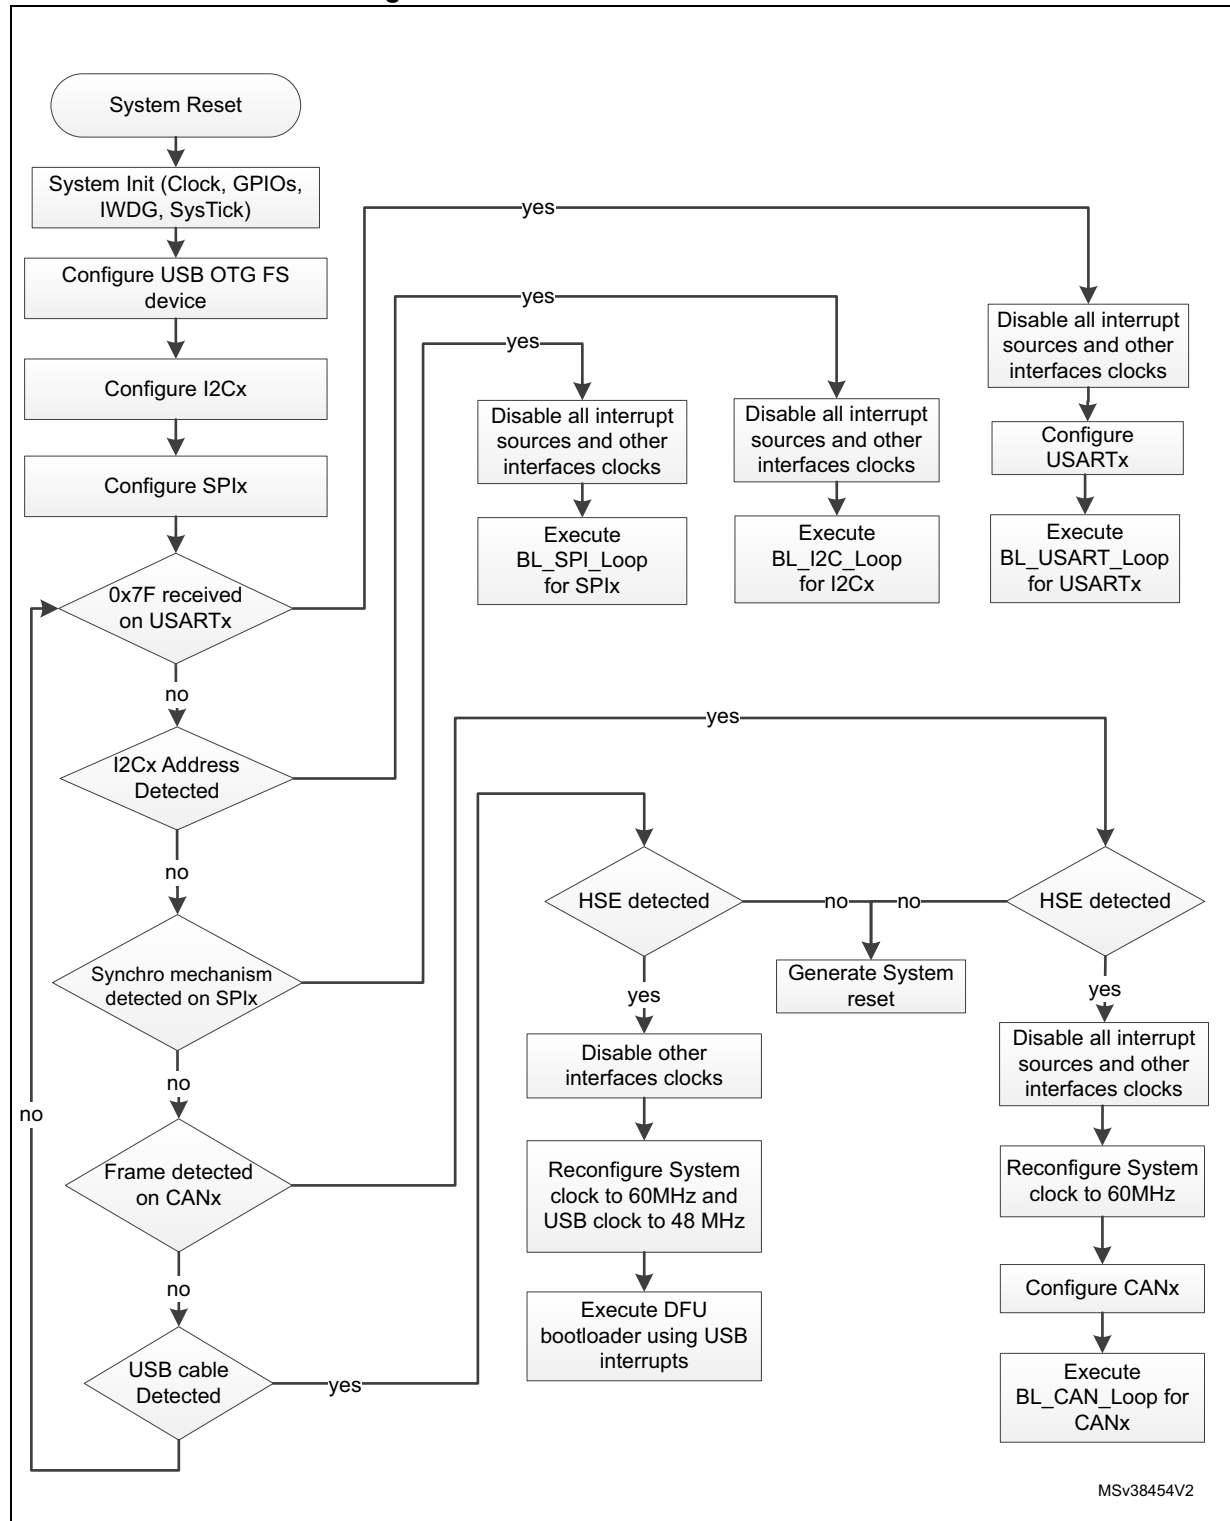 System Reset
System Init (Clock, GPIOs,
IWDG, SysTick)
Configure USB OTG FS
device
Configure I2Cx
Configure SPIx
0x7F received
on USARTx
no
I2Cx Address
Detected
no
Synchro mechanism
detected on SPIx
no
Frame detected
on CANx
no
USB cable
Detected
no
yes
yes
yes
Disable all interrupt
sources and other
interfaces clocks
Execute
BL_SPI_Loop
for SPIx
Disable all interrupt
sources and other
interfaces clocks
Execute
BL_I2C_Loop
for I2Cx
Disable all interrupt
sources and other
interfaces clocks
Configure
USARTx
Execute
BL_USART_Loop
for USARTx
yes
yes
HSE detected
no
no
HSE detected
Generate System
reset
yes
Disable other
interfaces clocks
Reconfigure System
clock to 60MHz and
USB clock to 48 MHz
Execute DFU
bootloader using USB
interrupts
yes
Disable all interrupt
sources and other
interfaces clocks
Reconfigure System
clock to 60MHz
Configure CANx
Execute
BL_CAN_Loop for
CANx
MSv38454V2